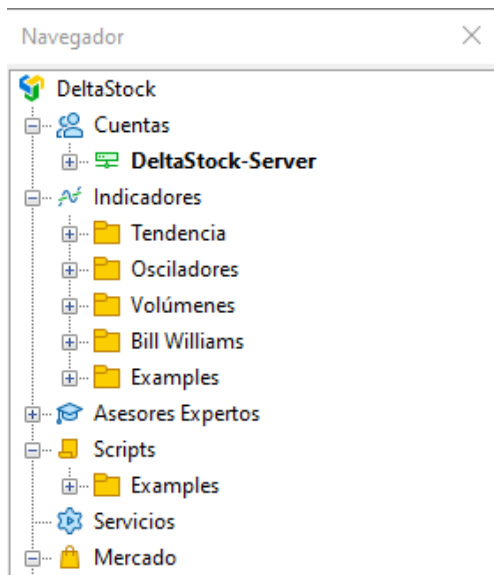 Navegador
DeltaStock
Cuentas
DeltaStock-Server
Indicadores
Tendencia
Osciladores
Volúmenes
Bill Williams
Examples
Asesores Expertos
Scripts
Examples
Servicios
Mercado